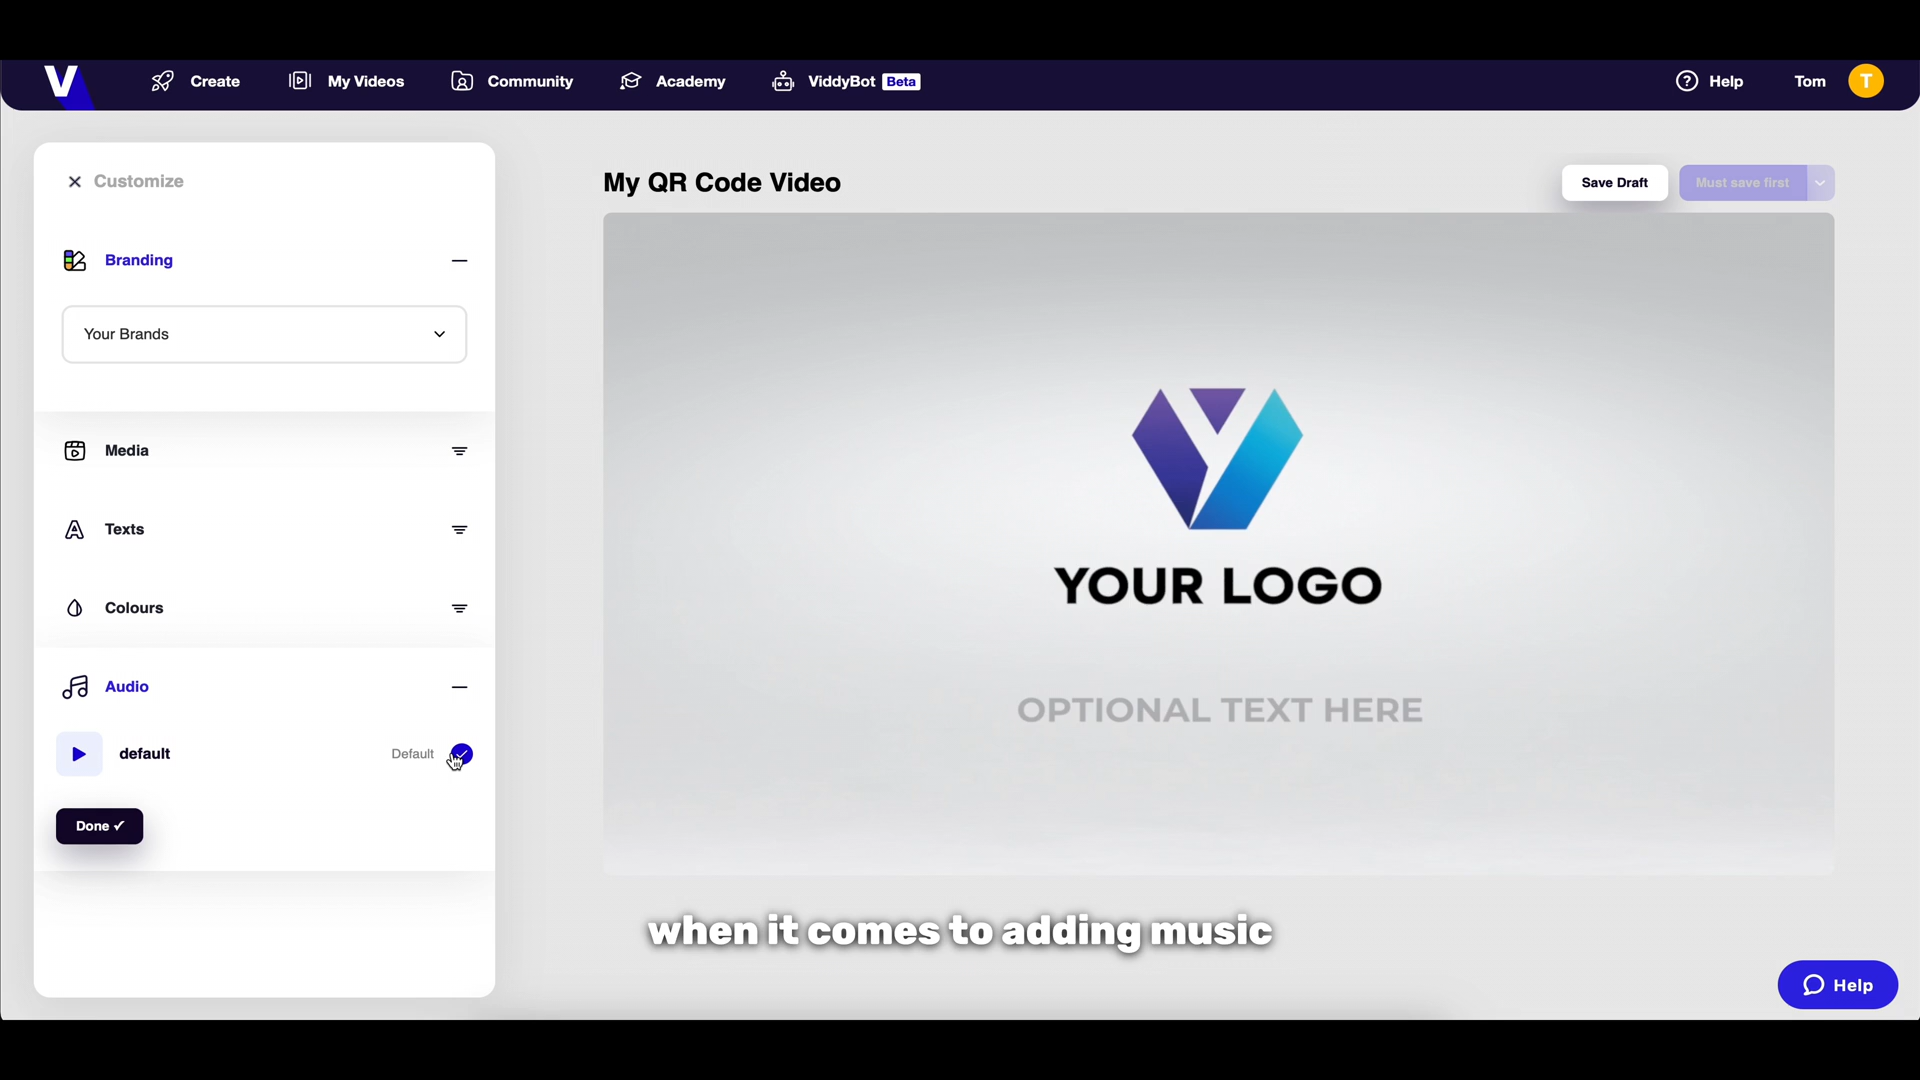 V
Create
My Videos
Community
Academy
ViddyBot Beta
Help
Tom
T
Customize
Branding
Your Brands
Media
Texts
Colours
Audio
default
Default
Done ✓
My QR Code Video
Save Draft
Must save first
YOUR LOGO
OPTIONAL TEXT HERE
when it comes to adding music
Help